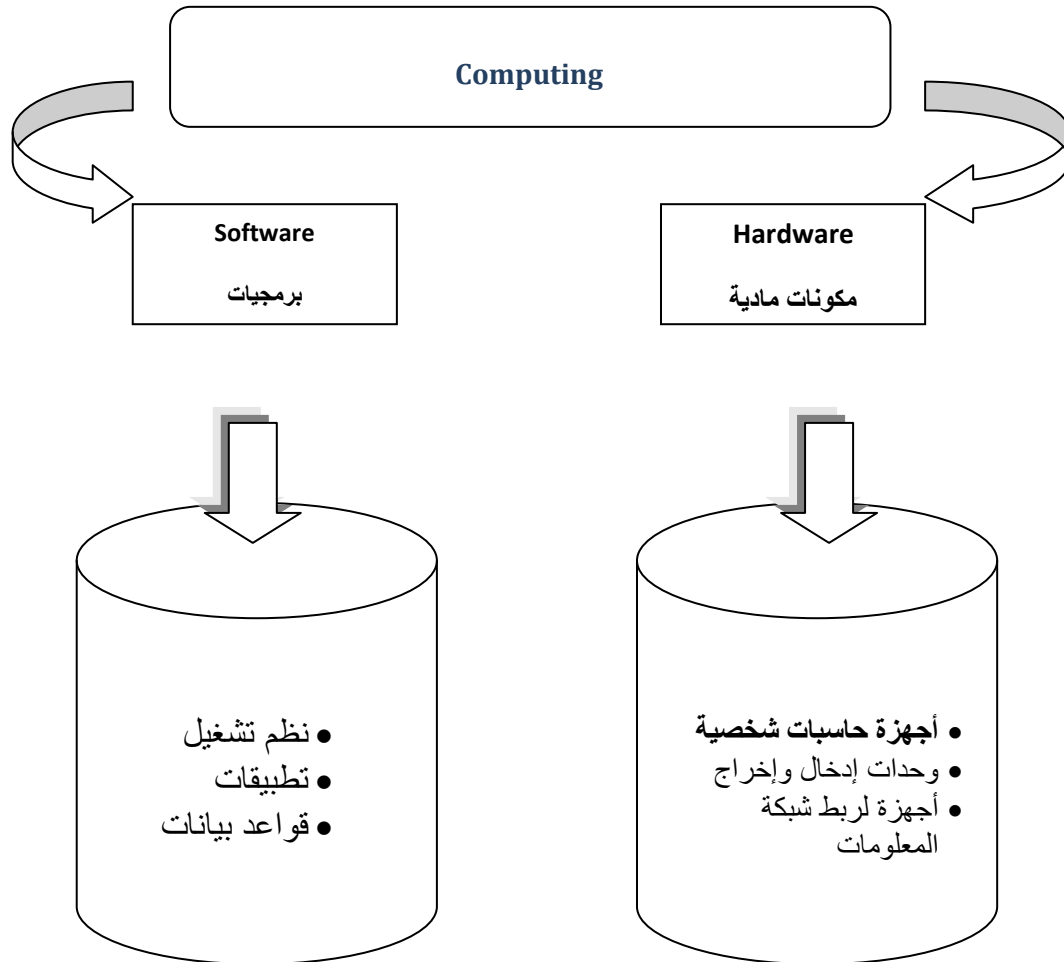 Computing
Software
برمجيات
Hardware
مكونات مادية
• نظم تشغيل
• تطبيقات
• قواعد بيانات
• أجهزة حاسبات شخصية
• وحدات إدخال وإخراج
• أجهزة لربط شبكة
المعلومات